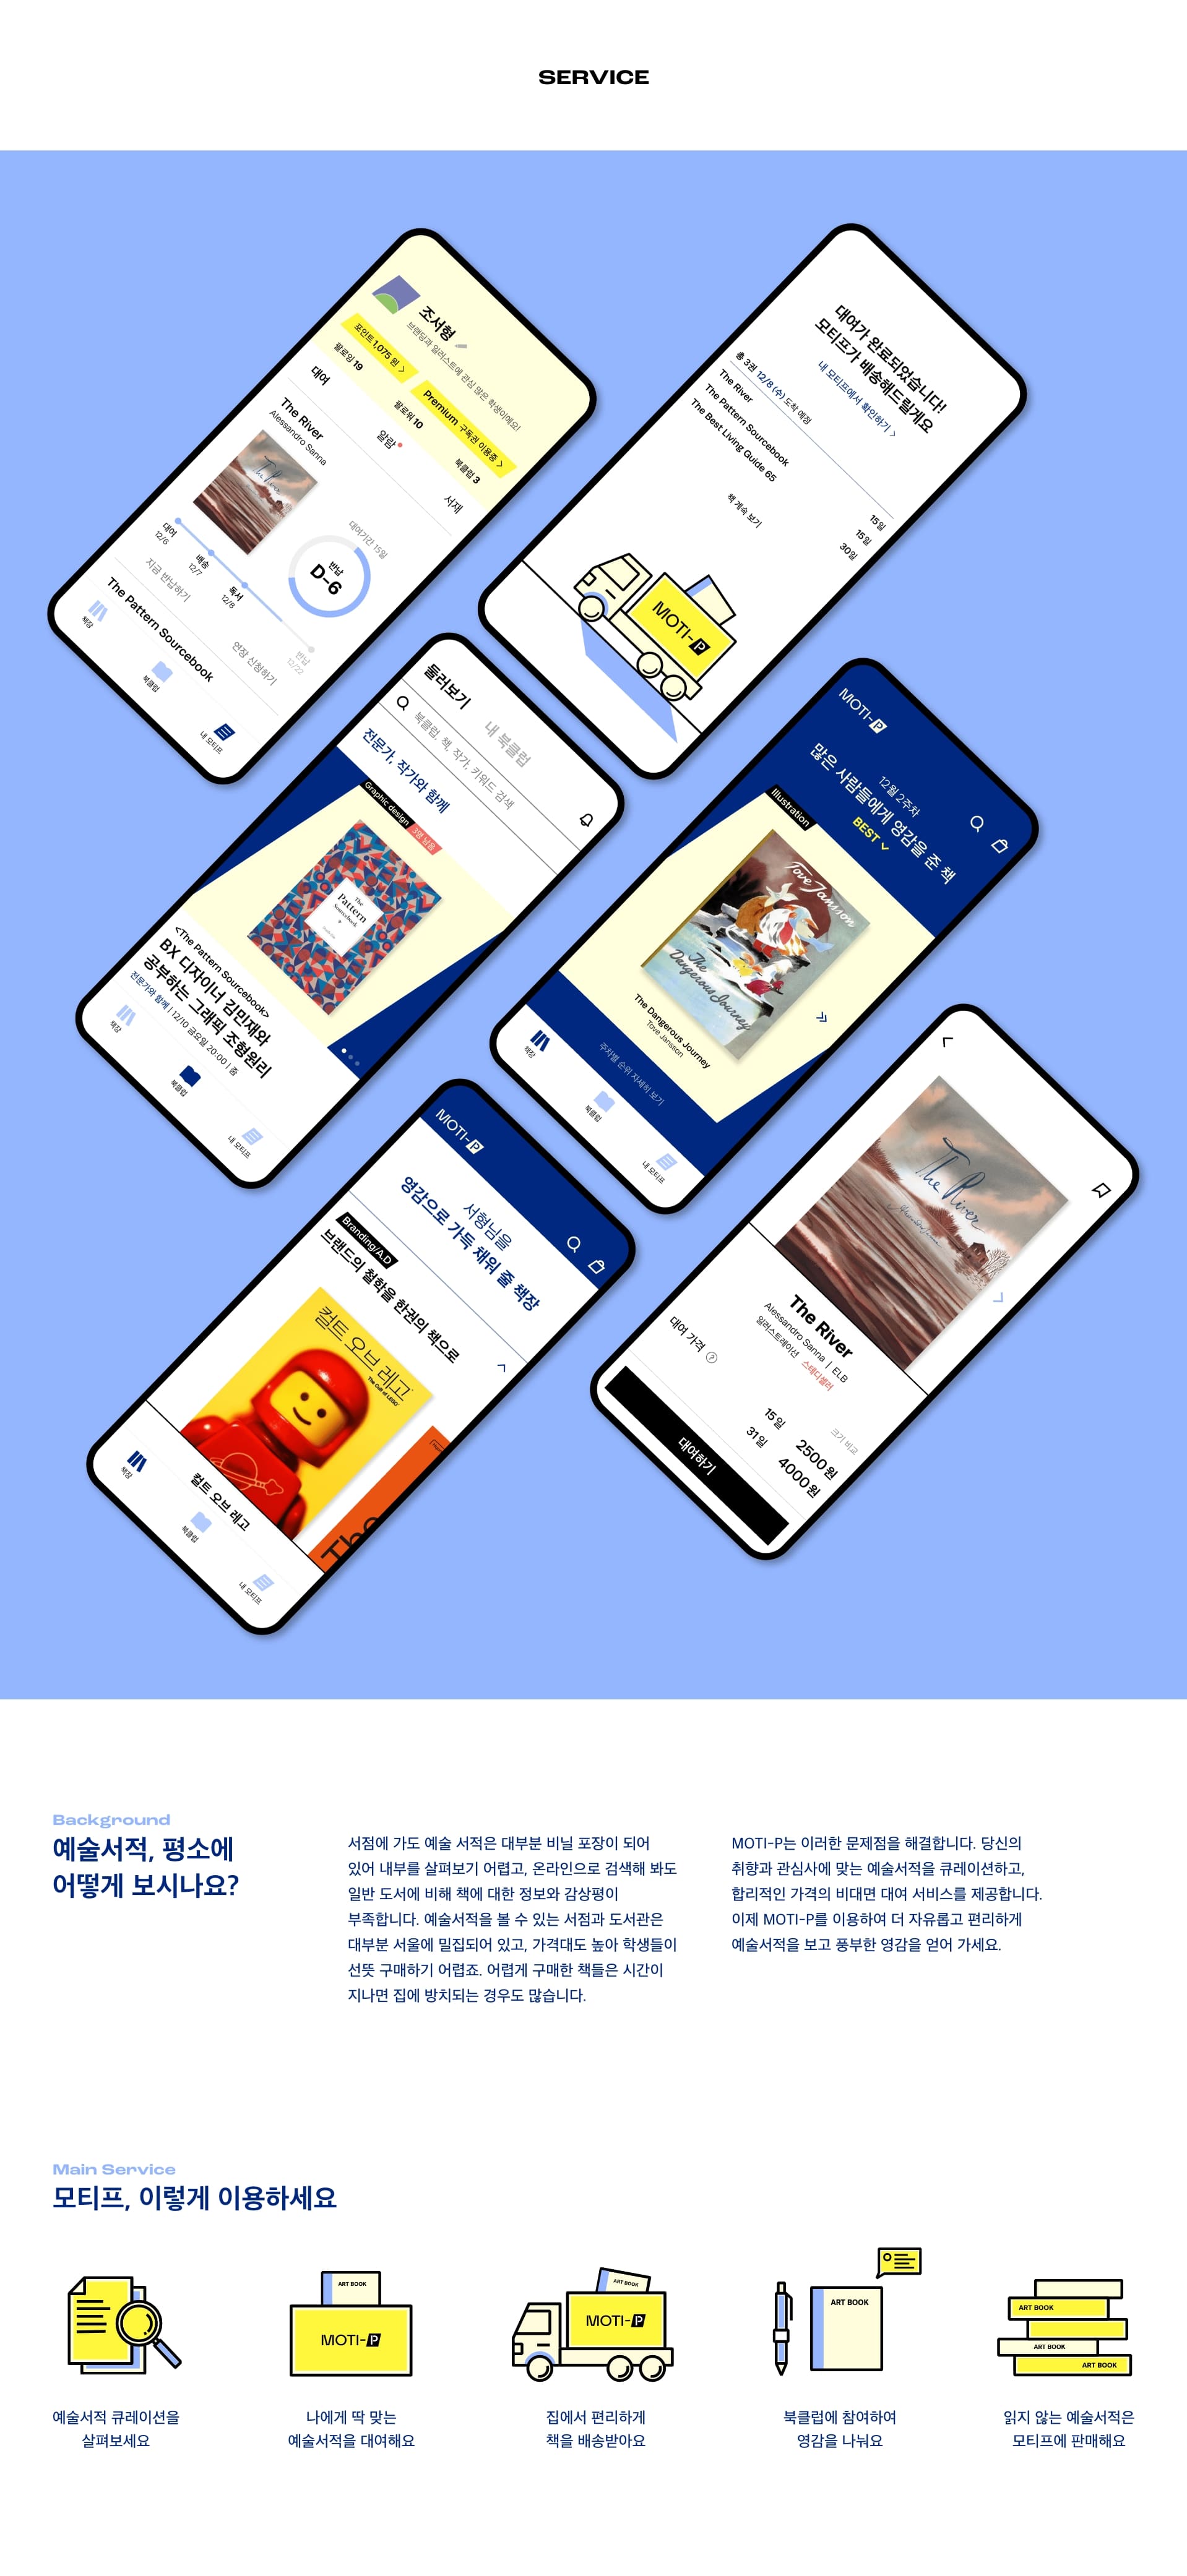 SERVICE
조서형
브랜딩과 일러스트에 관심 많은 학생이에요!
포인트 1,075 원 >
Premium 구독권 이용중 >
팔로잉 19
팔로워 10
북클럽 3
대여
알람
서재
The River
Alessandro Sanna
The River
대여기간 15일
반납
D-6
대여
12/6
배송
12/7
독서
12/8
반납
12/22
지금 반납하기
연장 신청하기
The Pattern Sourcebook
책장
북클럽
내 모티프
대여가 완료되었습니다!
모티프가 배송해드릴게요
내 모티프에서 확인하기 >
총 3권 12/8 (수) 도착 예정
The River
15일
The Pattern Sourcebook
15일
The Best Living Guide 65
30일
책 계속 보기
MOTI-P
둘러보기
내 북클럽
북클럽, 책, 작가, 키워드 검색
전문가, 작가와 함께
Graphic design
3명 남음
The
Pattern
Sourcebook
<The Pattern Sourcebook>
BX 디자이너 김민재와
공부하는 그래픽 조형원리
전문가와 함께 | 12/10 금요일 20:00 | 줌
책장
북클럽
내 모티프
MOTI-P
12월 2주차
많은 사람들에게 영감을 준 책
BEST
Illustration
Tove Jansson
The
Dangerous Journey
The Dangerous Journey
Tove Jansson
주차별 순위 자세히 보기
책장
북클럽
내 모티프
MOTI-P
서형님을
영감으로 가득 채워 줄 책장
Branding/A.D
브랜드의 철학을 한권의 책으로
컬트 오브 레고
The Cult of LEGO
The
컬트 오브 레고
책장
북클럽
내 모티프
The River
The River
Alessandro Sanna | ELB
일러스트레이션
스테디셀러
크기 비교
대여 가격 ?
15일 2500원
31일 4000원
대여하기
Background
예술서적, 평소에
어떻게 보시나요?
서점에 가도 예술 서적은 대부분 비닐 포장이 되어
있어 내부를 살펴보기 어렵고, 온라인으로 검색해 봐도
일반 도서에 비해 책에 대한 정보와 감상평이
부족합니다. 예술서적을 볼 수 있는 서점과 도서관은
대부분 서울에 밀집되어 있고, 가격대도 높아 학생들이
선뜻 구매하기 어렵죠. 어렵게 구매한 책들은 시간이
지나면 집에 방치되는 경우도 많습니다.
MOTI-P는 이러한 문제점을 해결합니다. 당신의
취향과 관심사에 맞는 예술서적을 큐레이션하고,
합리적인 가격의 비대면 대여 서비스를 제공합니다.
이제 MOTI-P를 이용하여 더 자유롭고 편리하게
예술서적을 보고 풍부한 영감을 얻어 가세요.
Main Service
모티프, 이렇게 이용하세요
ART BOOK
MOTI-P
ART BOOK
MOTI-P
ART BOOK
ART BOOK
ART BOOK
ART BOOK
예술서적 큐레이션을
살펴보세요
나에게 딱 맞는
예술서적을 대여해요
집에서 편리하게
책을 배송받아요
북클럽에 참여하여
영감을 나눠요
읽지 않는 예술서적은
모티프에 판매해요